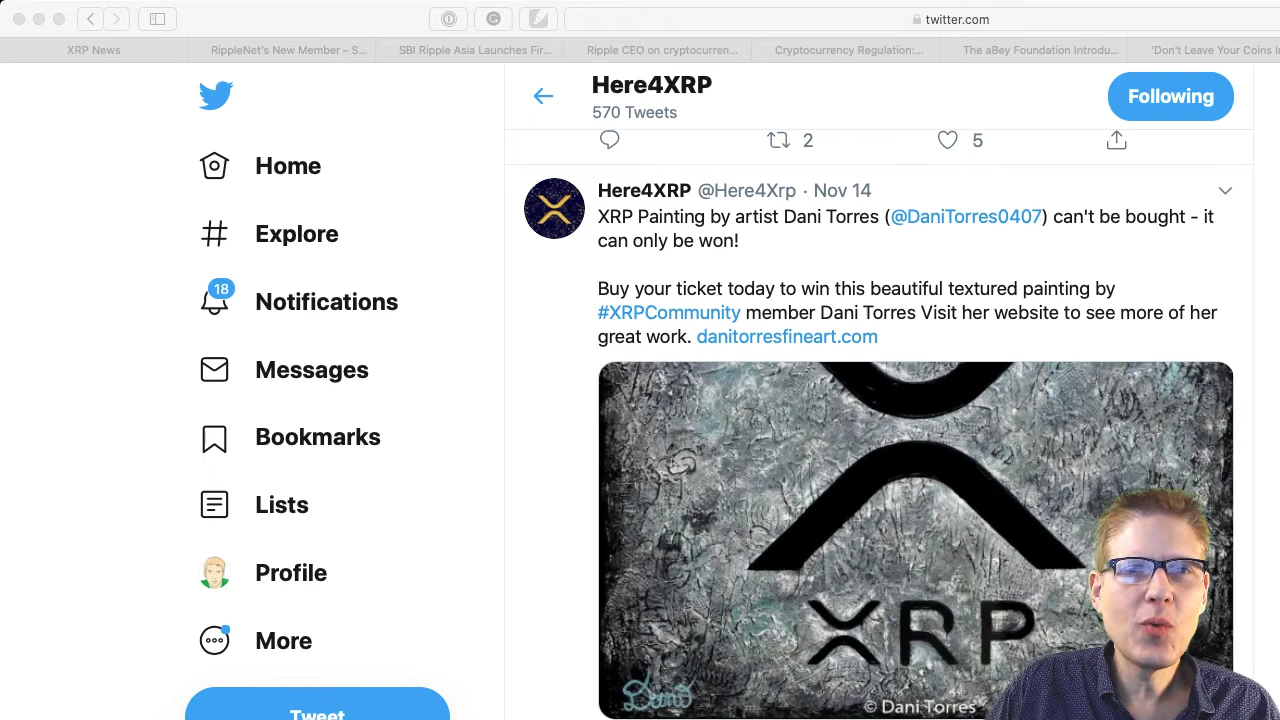 twitter.com
XRP News
RippleNet's New Member – S...
SBI Ripple Asia Launches Fir...
Ripple CEO on cryptocurren...
Cryptocurrency Regulation:...
The aBey Foundation Introdu...
'Don't Leave Your Coins In
Home
Explore
18
Notifications
Messages
Bookmarks
Lists
Profile
More
Tweet
Here4XRP
570 Tweets
Following
2
5
Here4XRP @Here4Xrp · Nov 14
XRP Painting by artist Dani Torres (@DaniTorres0407) can't be bought - it
can only be won!
Buy your ticket today to win this beautiful textured painting by
#XRPCommunity member Dani Torres Visit her website to see more of her
great work. danitorresfineart.com
XRP
Dani
© Dani Torres